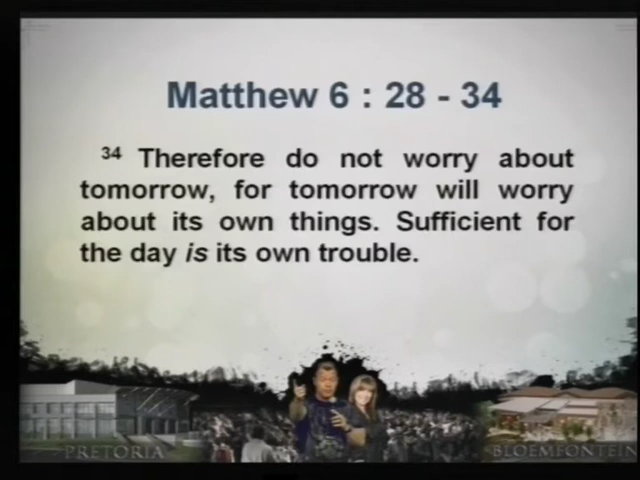 Matthew 6 : 28 - 34
34 Therefore do not worry about
tomorrow, for tomorrow will worry
about its own things. Sufficient for
the day is its own trouble.
PRETORIA
BLOEMFONTEIN